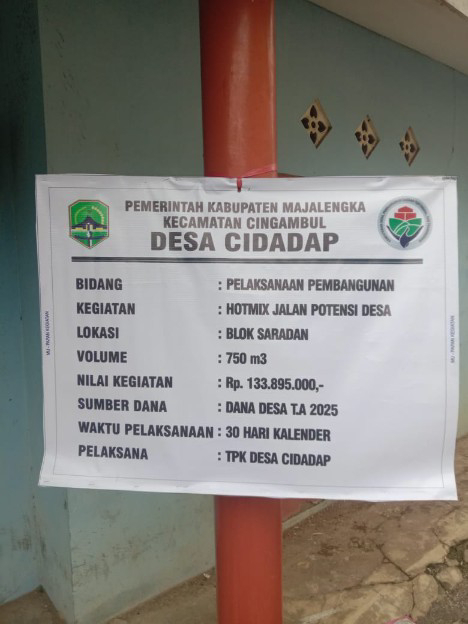 PEMERINTAH KABUPATEN MAJALENGKA
KECAMATAN CINGAMBUL
DESA CIDADAP
BIDANG : PELAKSANAAN PEMBANGUNAN
KEGIATAN : HOTMIX JALAN POTENSI DESA
LOKASI : BLOK SARADAN
VOLUME : 750 m3
NILAI KEGIATAN : Rp. 133.895.000,-
SUMBER DANA : DANA DESA T.A 2025
WAKTU PELAKSANAAN : 30 HARI KALENDER
PELAKSANA : TPK DESA CIDADAP